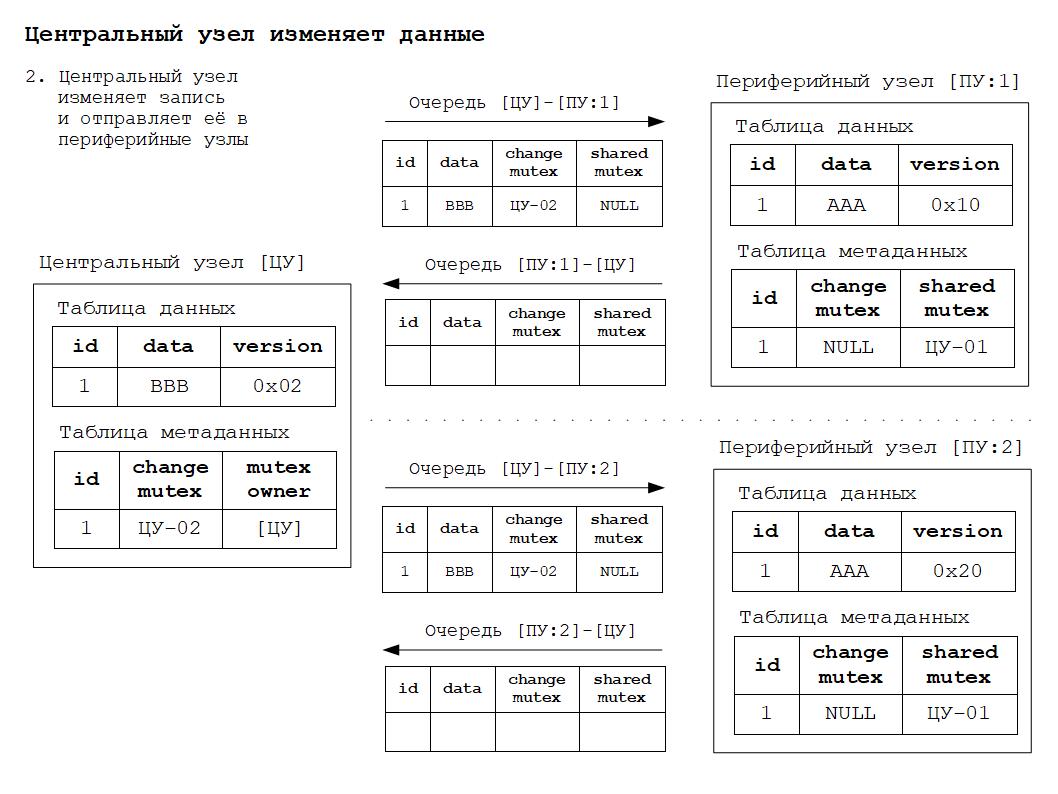 Центральный узел изменяет данные
2. Центральный узел
изменяет запись
и отправляет её в
периферийные узлы
Очередь [ЦУ]-[ПУ:1]
id data change mutex shared mutex
1 BBB ЦУ-02 NULL
Очередь [ПУ:1]-[ЦУ]
id data change mutex shared mutex
Периферийный узел [ПУ:1]
Таблица данных
id data version
1 AAA 0x10
Таблица метаданных
id change mutex shared mutex
1 NULL ЦУ-01
Центральный узел [ЦУ]
Таблица данных
id data version
1 BBB 0x02
Таблица метаданных
id change mutex mutex owner
1 ЦУ-02 [ЦУ]
Очередь [ЦУ]-[ПУ:2]
id data change mutex shared mutex
1 BBB ЦУ-02 NULL
Очередь [ПУ:2]-[ЦУ]
id data change mutex shared mutex
Периферийный узел [ПУ:2]
Таблица данных
id data version
1 AAA 0x20
Таблица метаданных
id change mutex shared mutex
1 NULL ЦУ-01